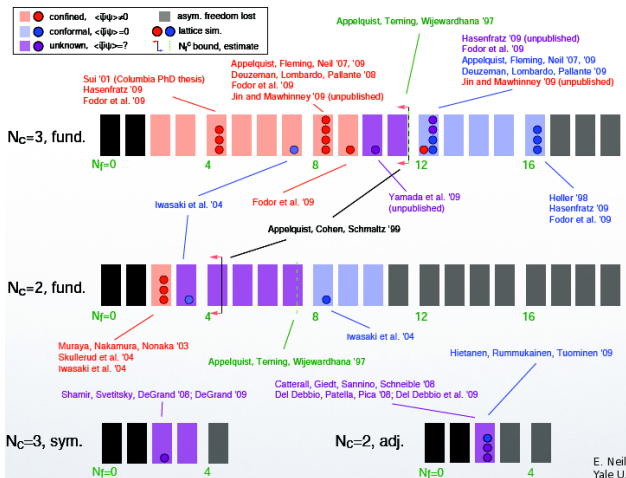 confined, <ψ̄ψ>≠0
asym. freedom lost
conformal, <ψ̄ψ>=0
lattice sim.
unknown, <ψ̄ψ>=?
N_f^c bound, estimate
Appelquist, Terning, Wijewardhana '97
Hasenfratz '09 (unpublished)
Fodor et al. '09
Appelquist, Fleming, Neil '07, '09
Deuzeman, Lombardo, Pallante '09
Jin and Mawhinney '09 (unpublished)
Appelquist, Fleming, Neil '07, '09
Deuzeman, Lombardo, Pallante '08
Fodor et al. '09
Jin and Mawhinney '09 (unpublished)
Sui '01 (Columbia PhD thesis)
Hasenfratz '09
Fodor et al. '09
Nc=3, fund.
Nf=0 4 8 12 16
Iwasaki et al. '04
Fodor et al. '09
Yamada et al. '09
(unpublished)
Heller '98
Hasenfratz '09
Fodor et al. '09
Appelquist, Cohen, Schmaltz '99
Nc=2, fund.
Nf=0 4 8 12 16
Muraya, Nakamura, Nonaka '03
Skullerud et al. '04
Iwasaki et al. '04
Appelquist, Terning, Wijewardhana '97
Iwasaki et al. '04
Hietanen, Rummukainen, Tuominen '09
Shamir, Svetitsky, DeGrand '08; DeGrand '09
Catterall, Giedt, Sannino, Schneible '08
Del Debbio, Patella, Pica '08; Del Debbio et al. '09
Nc=3, sym.
Nf=0 4
Nc=2, adj.
Nf=0 4
E. Neil
Yale U